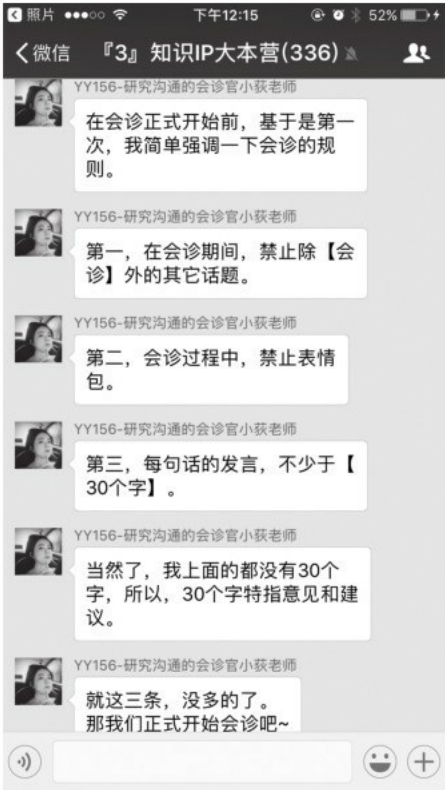 照片 下午12:15 52%
微信 『3』知识IP大本营(336)
YY156-研究沟通的会诊官小荻老师
在会诊正式开始前，基于是第一
次，我简单强调一下会诊的规
则。
YY156-研究沟通的会诊官小荻老师
第一，在会诊期间，禁止除【会
诊】外的其它话题。
YY156-研究沟通的会诊官小荻老师
第二，会诊过程中，禁止表情
包。
YY156-研究沟通的会诊官小荻老师
第三，每句话的发言，不少于【
30个字】。
YY156-研究沟通的会诊官小荻老师
当然了，我上面的都没有30个
字，所以，30个字特指意见和建
议。
YY156-研究沟通的会诊官小荻老师
就这三条，没多的了。
那我们正式开始会诊吧~